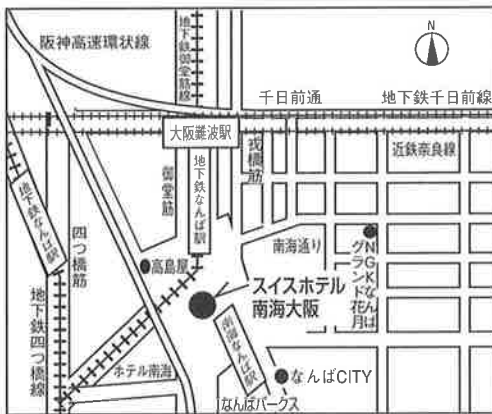 N
阪神高速環状線
地下鉄御堂筋線
千日前通
地下鉄千日前線
大阪難波駅
近鉄奈良線
地下鉄なんば駅
四つ橋筋
御堂筋
地下鉄なんば駅
戎橋筋
南海通り
NGKなんば
グランド花月
高島屋
スイスホテル
南海大阪
地下鉄四つ橋線
ホテル南海
南海なんば駅
なんばCITY
なんばパークス